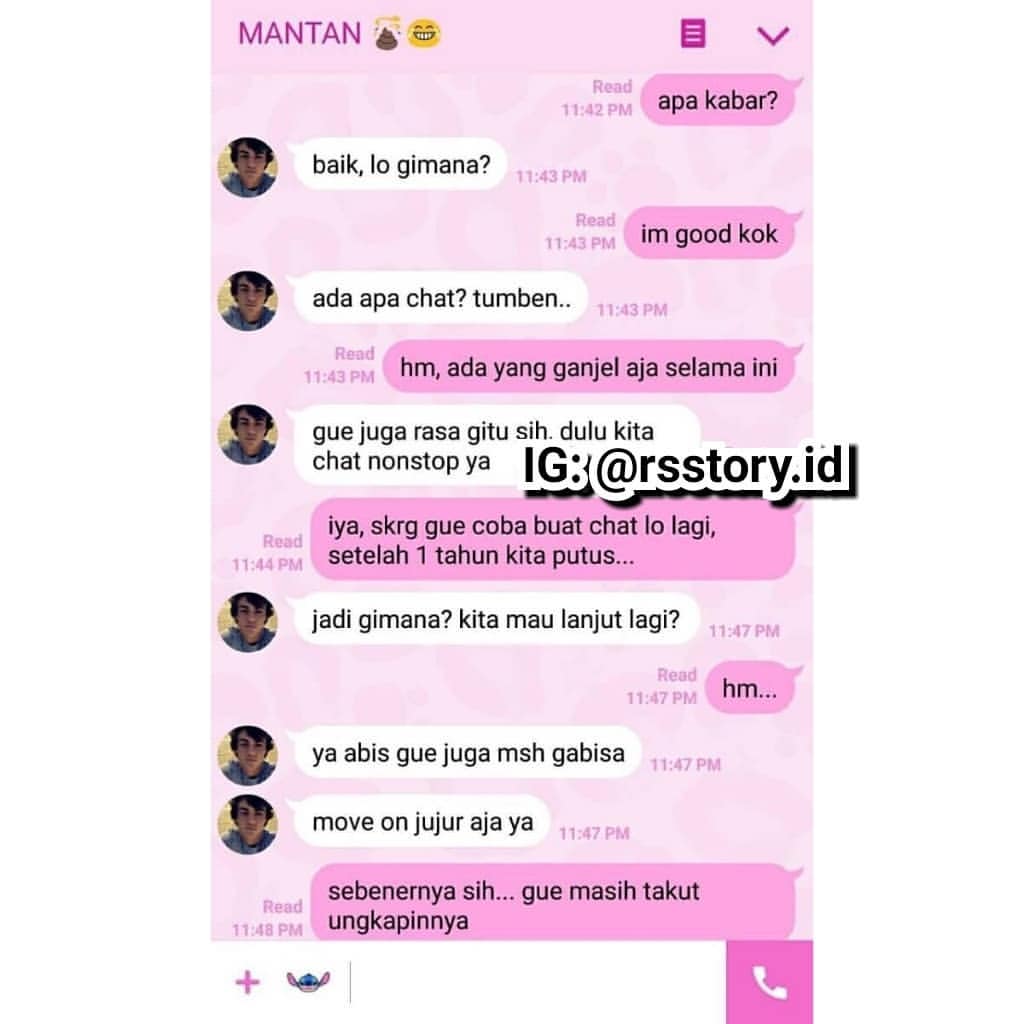 MANTAN 💩😁
Read
11:42 PM
apa kabar?
baik, lo gimana?
11:43 PM
Read
11:43 PM
im good kok
ada apa chat? tumben..
11:43 PM
Read
11:43 PM
hm, ada yang ganjel aja selama ini
gue juga rasa gitu sih. dulu kita
chat nonstop ya
IG: @rsstory.id
Read
11:44 PM
iya, skrg gue coba buat chat lo lagi,
setelah 1 tahun kita putus...
jadi gimana? kita mau lanjut lagi?
11:47 PM
Read
11:47 PM
hm...
ya abis gue juga msh gabisa
11:47 PM
move on jujur aja ya
11:47 PM
Read
11:48 PM
sebenernya sih... gue masih takut
ungkapinnya